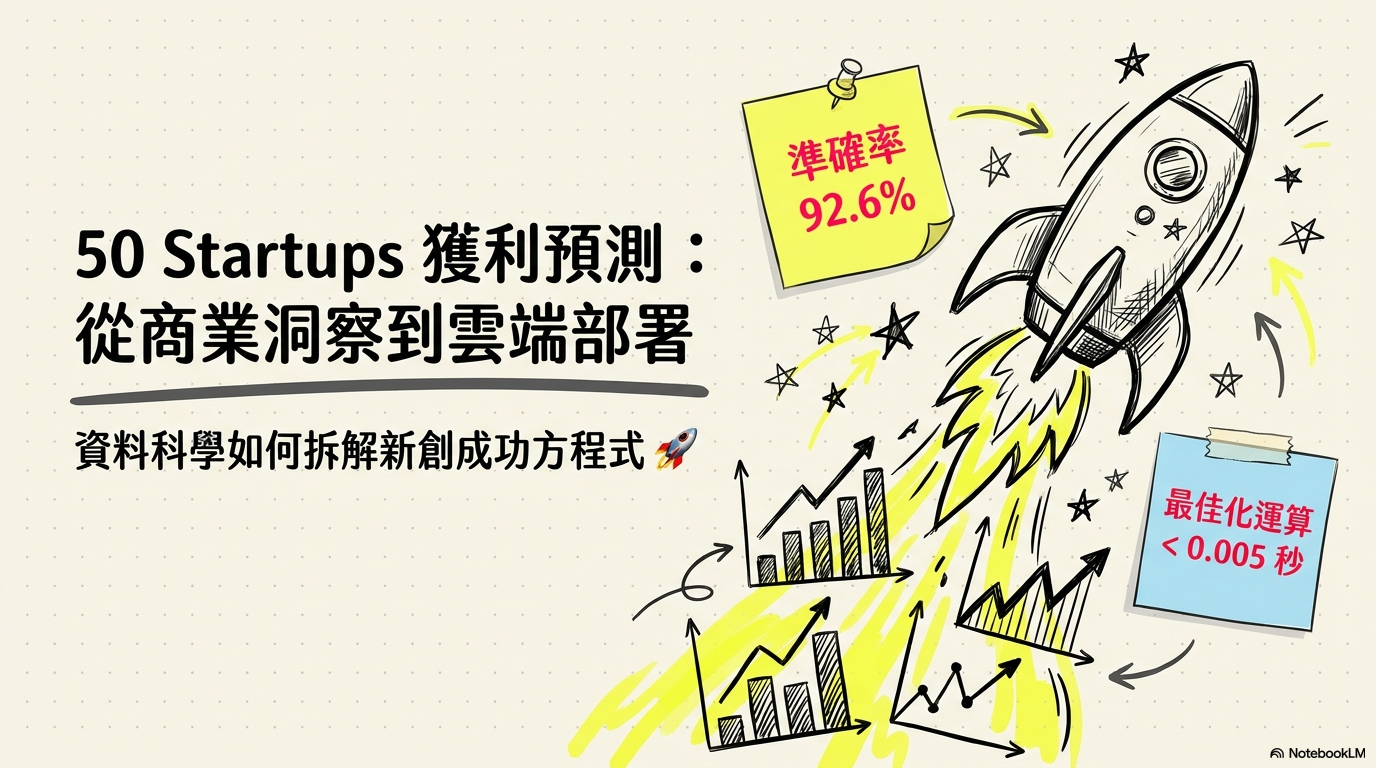 50 Startups 獲利預測：
從商業洞察到雲端部署
資料科學如何拆解新創成功方程式 🚀
準確率
92.6%
最佳化運算
< 0.005 秒
NotebookLM